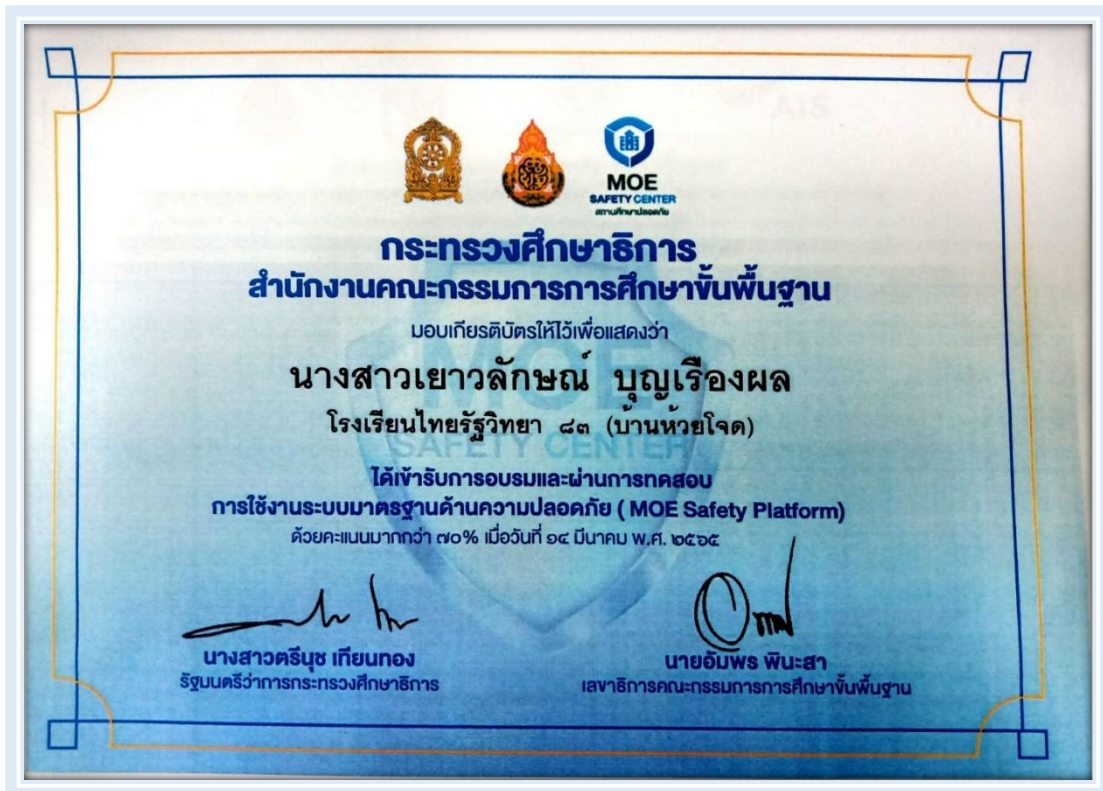 MOE
SAFETY CENTER
สถานศึกษาปลอดภัย
กระทรวงศึกษาธิการ
สำนักงานคณะกรรมการการศึกษาขั้นพื้นฐาน
มอบเกียรติบัตรให้ไว้เพื่อแสดงว่า
นางสาวเยาวลักษณ์ บุญเรืองผล
โรงเรียนไทยรัฐวิทยา ๘๓ (บ้านห้วยโจด)
MOE
SAFETY CENTER
ได้เข้ารับการอบรมและผ่านการทดสอบ
การใช้งานระบบมาตรฐานด้านความปลอดภัย ( MOE Safety Platform)
ด้วยคะแนนมากกว่า ๗๐% เมื่อวันที่ ๑๔ มีนาคม พ.ศ. ๒๕๖๕
นางสาวตรีนุช เทียนทอง
รัฐมนตรีว่าการกระทรวงศึกษาธิการ
นายอัมพร พินะสา
เลขาธิการคณะกรรมการการศึกษาขั้นพื้นฐาน